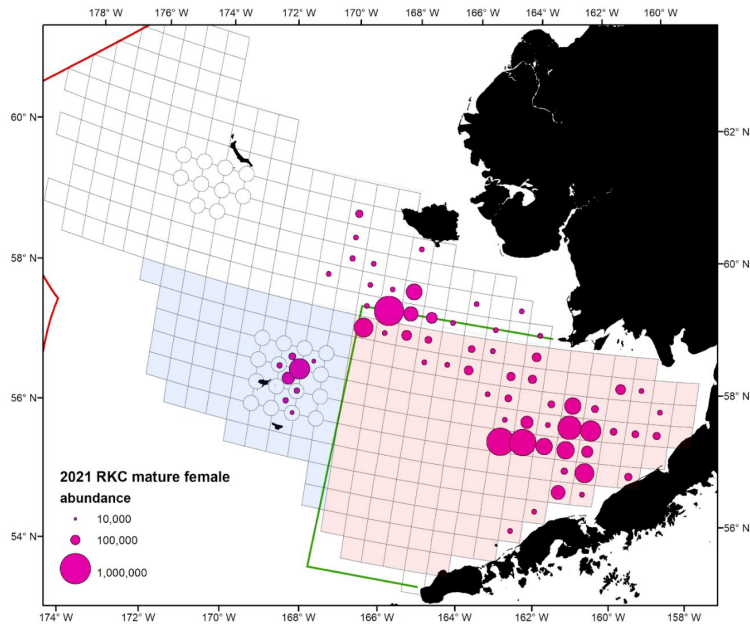 178° W 176° W 174° W 172° W 170° W 168° W 166° W 164° W 162° W 160° W
60° N
62° N
58° N
60° N
56° N
58° N
54° N
56° N
2021 RKC mature female
abundance
10,000
100,000
1,000,000
174° W 172° W 170° W 168° W 166° W 164° W 162° W 160° W 158° W